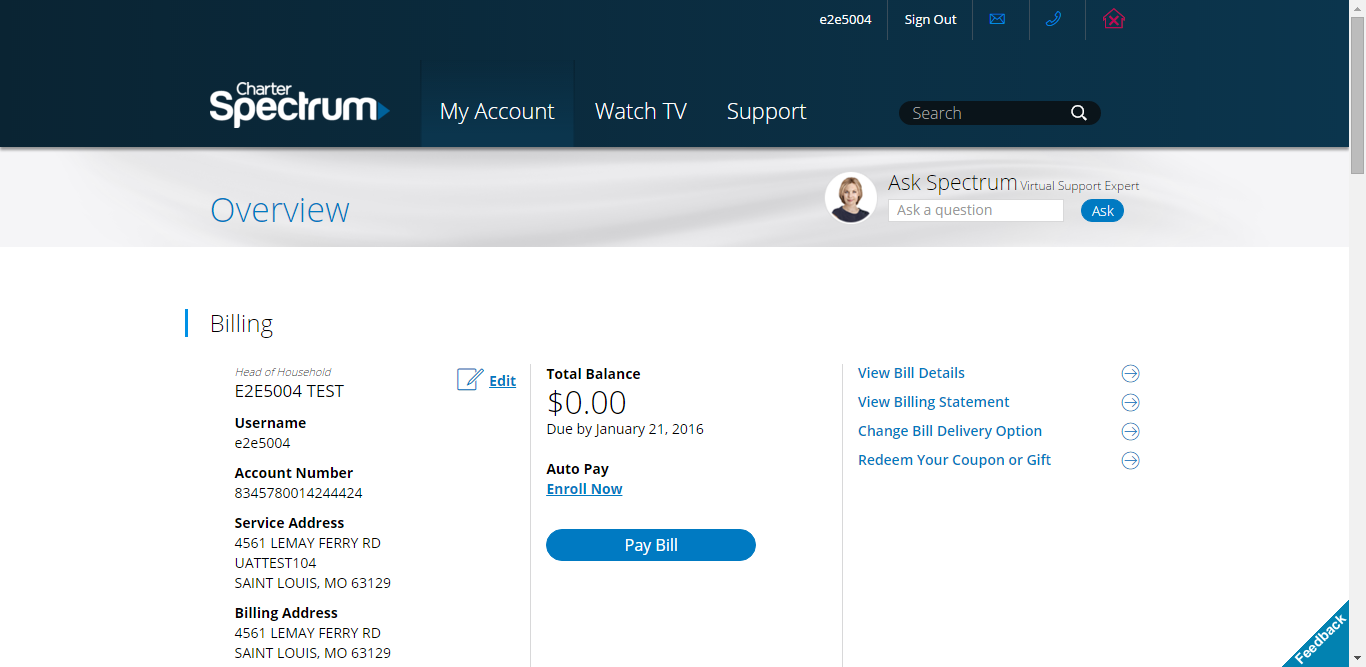 e2e5004
Sign Out
Charter
Spectrum
My Account
Watch TV
Support
Search
Overview
Ask Spectrum Virtual Support Expert
Ask a question
Ask
Billing
Head of Household
E2E5004 TEST
Edit
Username
e2e5004
Account Number
8345780014244424
Service Address
4561 LEMAY FERRY RD
UATTEST104
SAINT LOUIS, MO 63129
Billing Address
4561 LEMAY FERRY RD
SAINT LOUIS, MO 63129
Total Balance
$0.00
Due by January 21, 2016
Auto Pay
Enroll Now
Pay Bill
View Bill Details
View Billing Statement
Change Bill Delivery Option
Redeem Your Coupon or Gift
Feedback